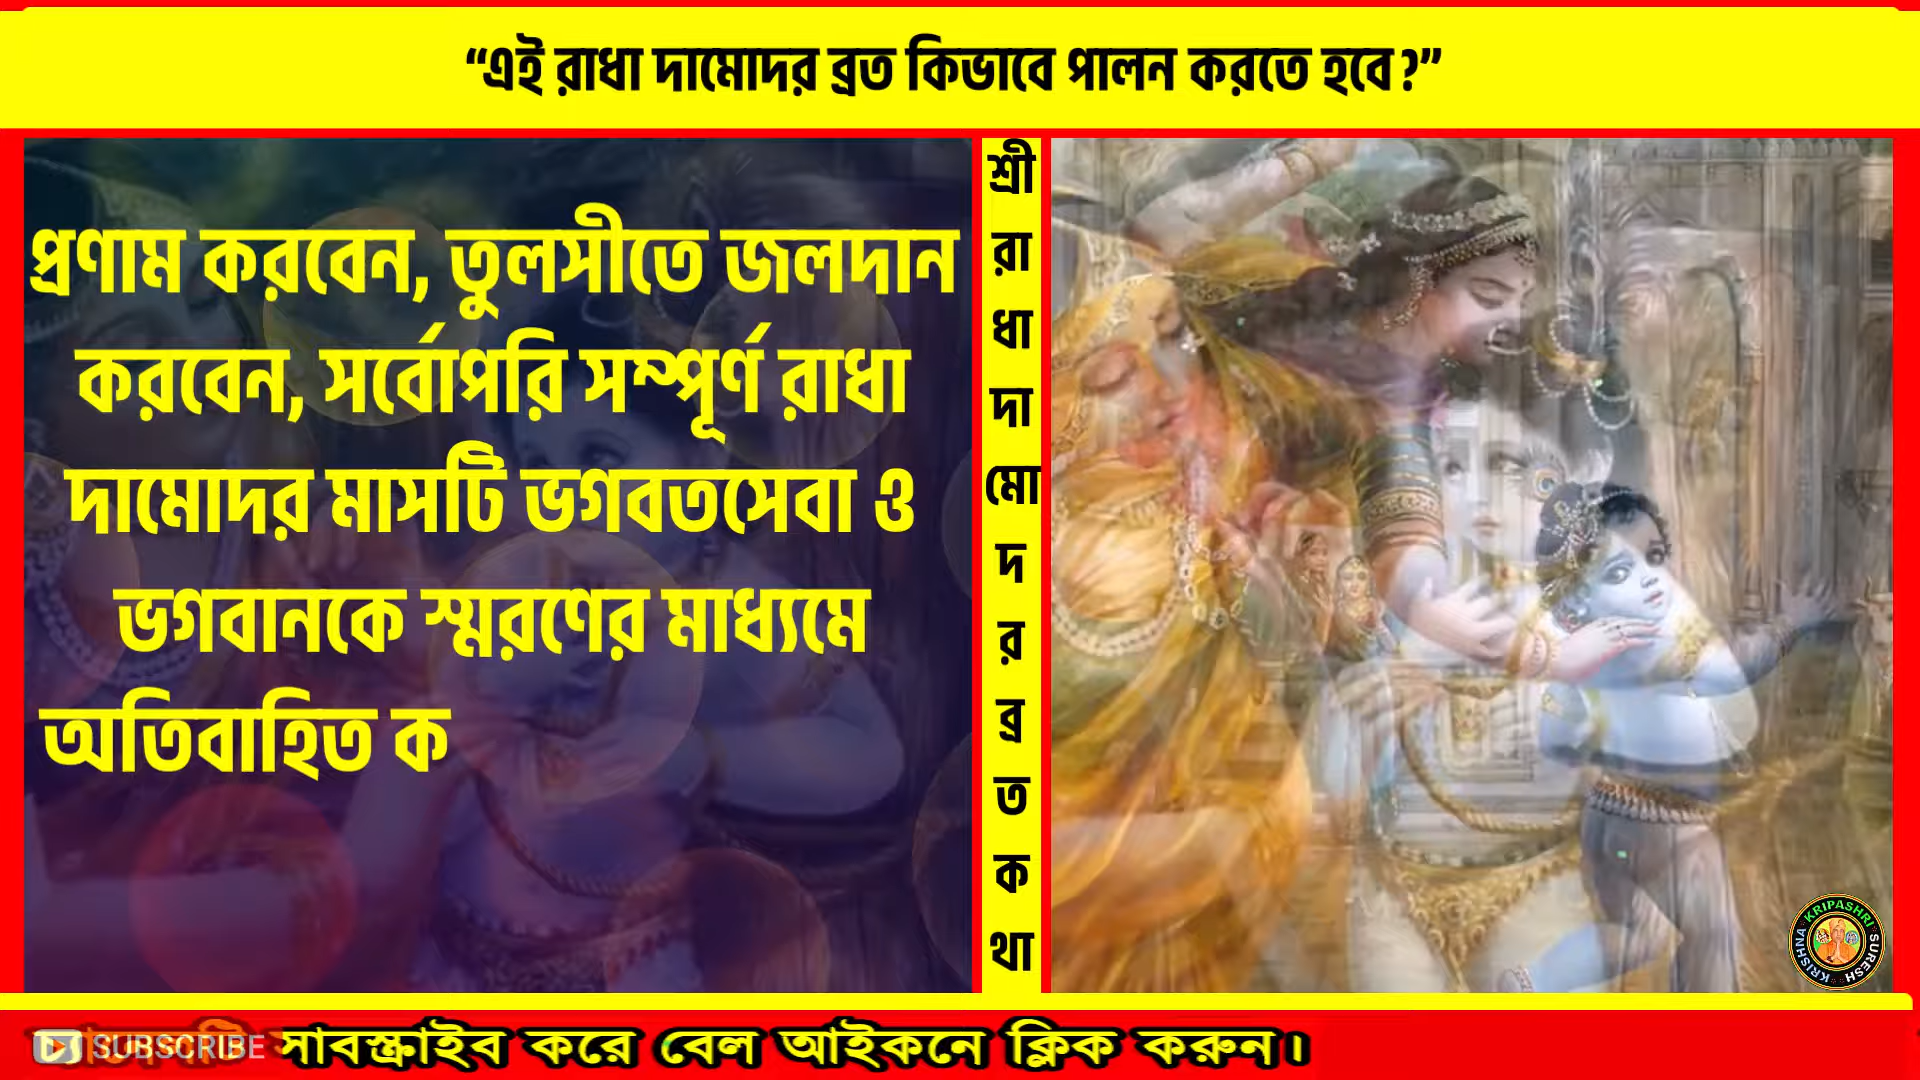 “এই রাধা দামোদর ব্রত কিভাবে পালন করতে হবে?”
প্রণাম করবেন, তুলসীতে জলদান
করবেন, সর্বোপরি সম্পূর্ণ রাধা
দামোদর মাসটি ভগবতসেবা ও
ভগবানকে স্মরণের মাধ্যমে
অতিবাহিত ক
শ্রী
রা
ধা
দা
মো
দ
র
ব্র
ত
ক
থা
KRISHNA KRIPASHRI SURESH
SUBSCRIBE সাবস্ক্রাইব করে বেল আইকনে ক্লিক করুন।